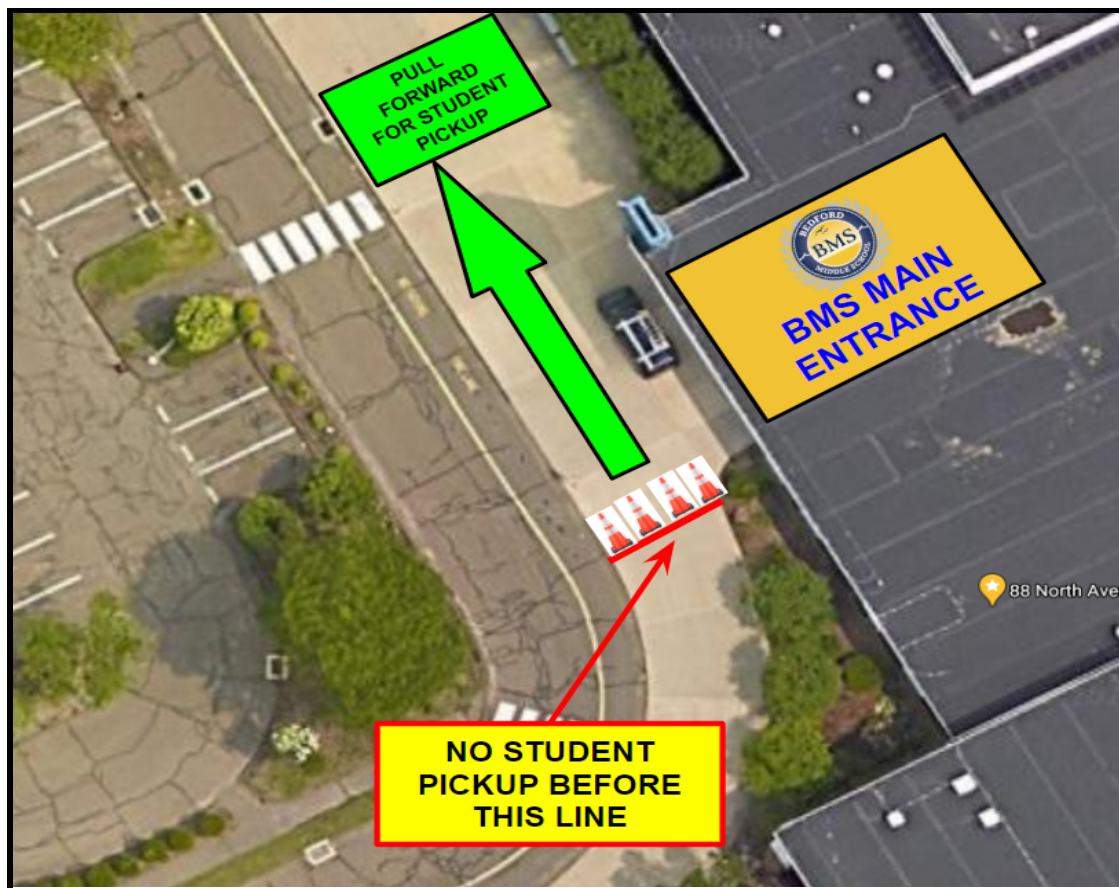 PULL
FORWARD
FOR STUDENT
PICKUP
BEDFORD
BMS
MIDDLE SCHOOL
BMS MAIN
ENTRANCE
88 North Ave
NO STUDENT
PICKUP BEFORE
THIS LINE